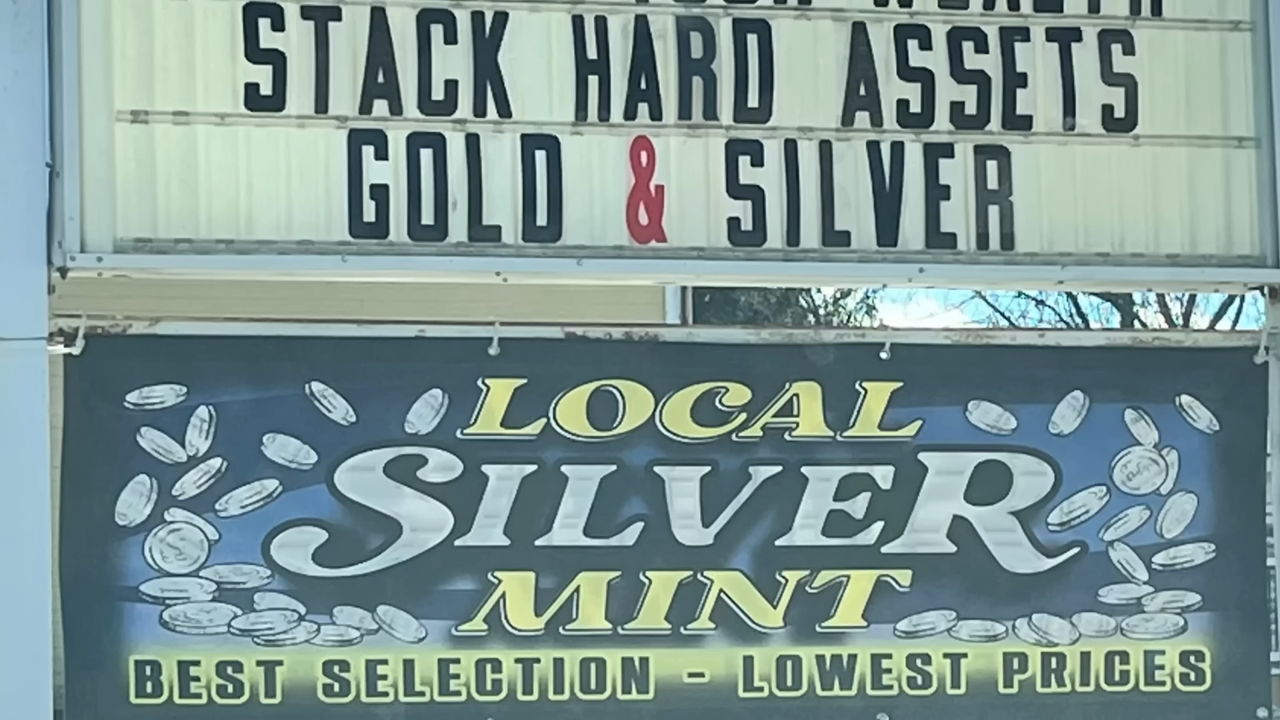 STACK HARD ASSETS
GOLD & SILVER
LOCAL
SILVER
MINT
BEST SELECTION - LOWEST PRICES